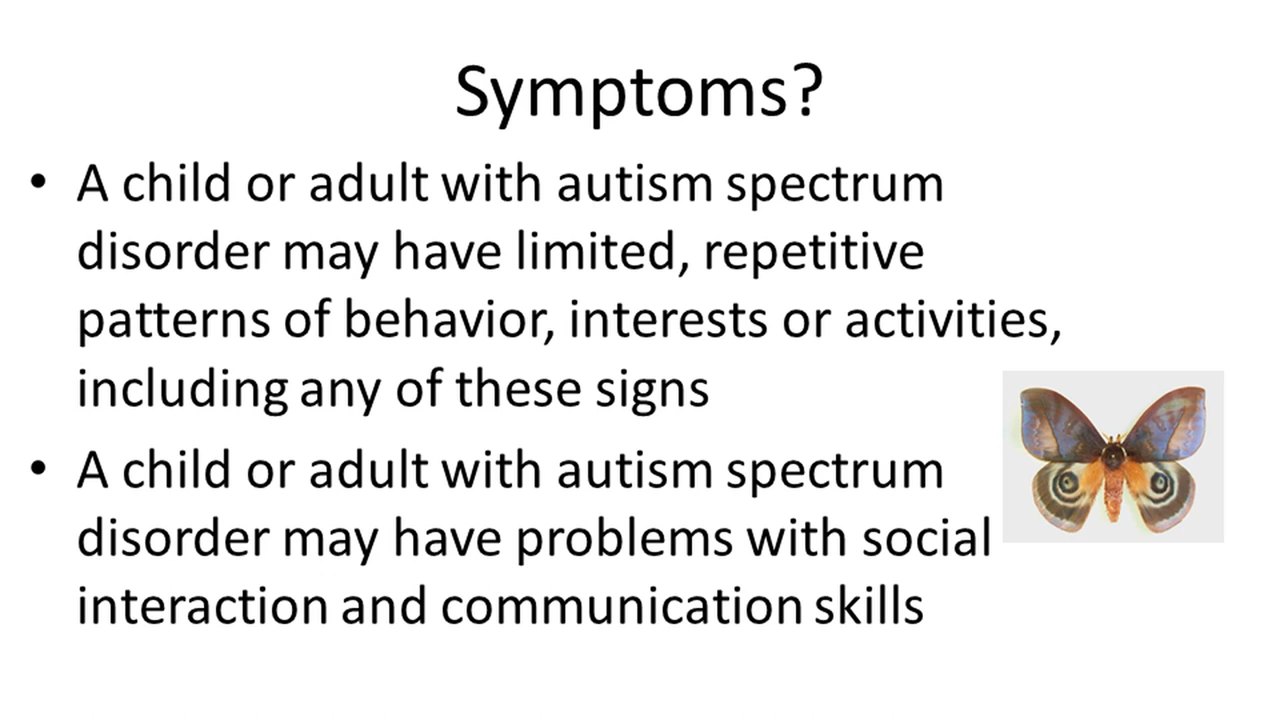 Symptoms?
• A child or adult with autism spectrum
disorder may have limited, repetitive
patterns of behavior, interests or activities,
including any of these signs
• A child or adult with autism spectrum
disorder may have problems with social
interaction and communication skills